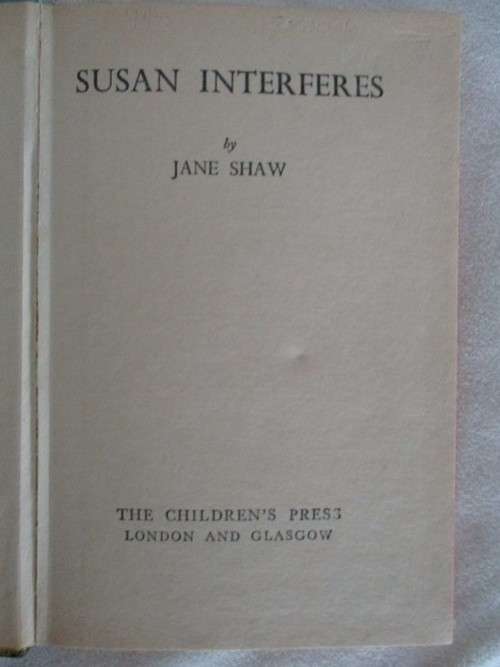 SUSAN INTERFERES
by
JANE SHAW
THE CHILDREN'S PRESS
LONDON AND GLASGOW